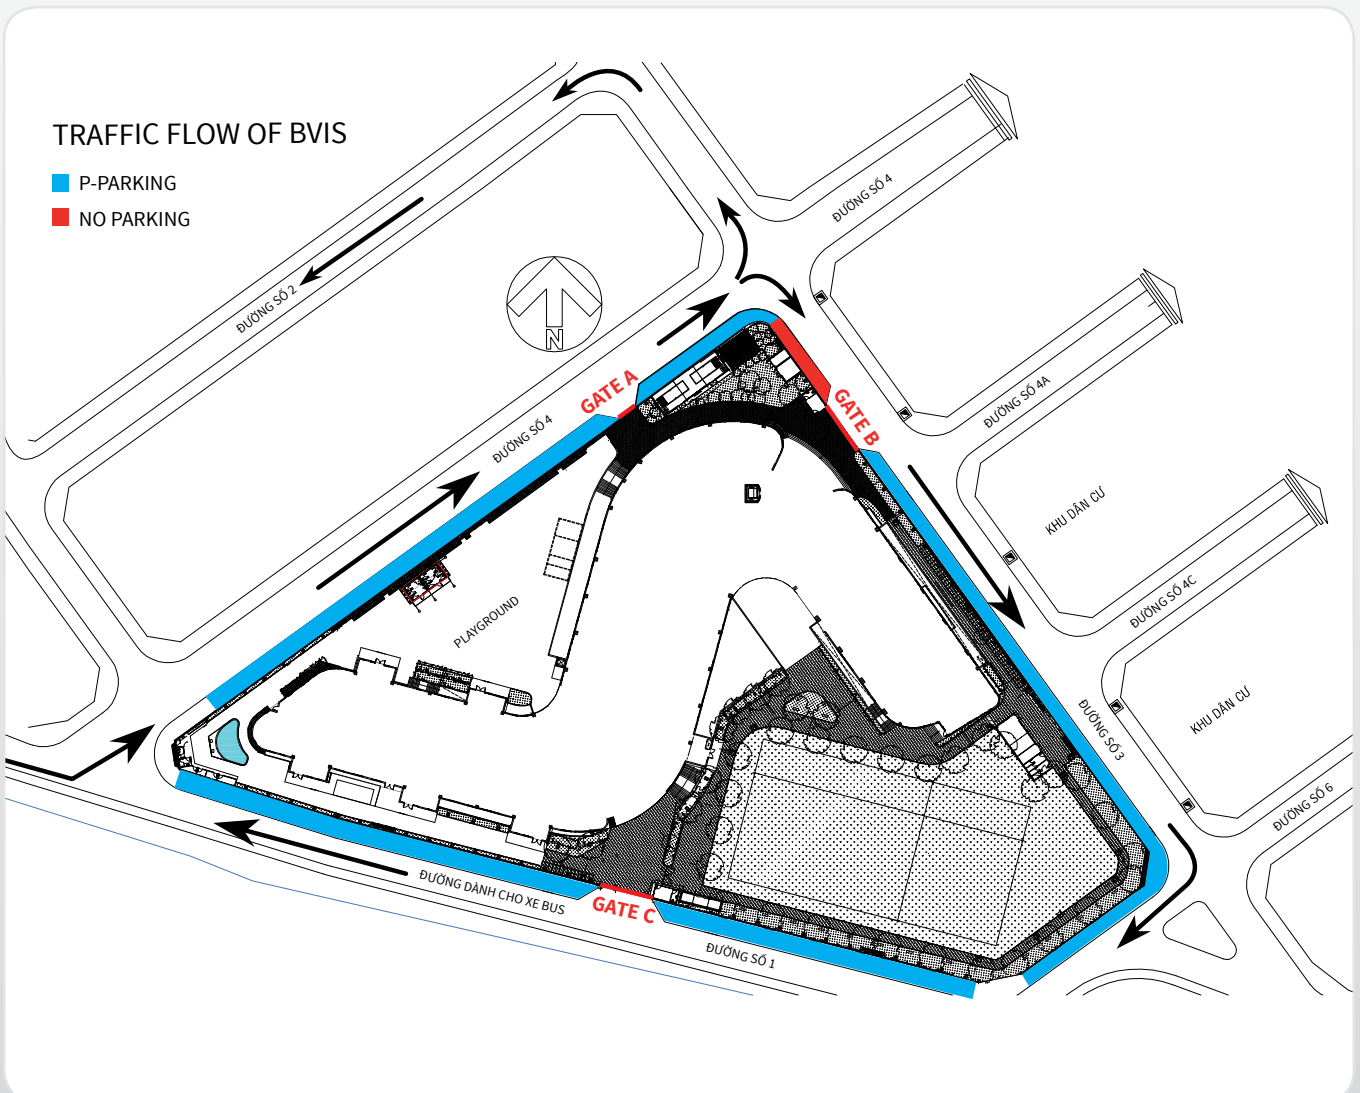 TRAFFIC FLOW OF BVIS
P-PARKING
NO PARKING
ĐƯỜNG SỐ 4
ĐƯỜNG SỐ 2
N
GATE A
GATE B
ĐƯỜNG SỐ 4A
ĐƯỜNG SỐ 4
KHU DÂN CƯ
PLAYGROUND
ĐƯỜNG SỐ 4C
KHU DÂN CƯ
ĐƯỜNG SỐ 3
ĐƯỜNG SỐ 6
ĐƯỜNG DÀNH CHO XE BUS
GATE C
ĐƯỜNG SỐ 1